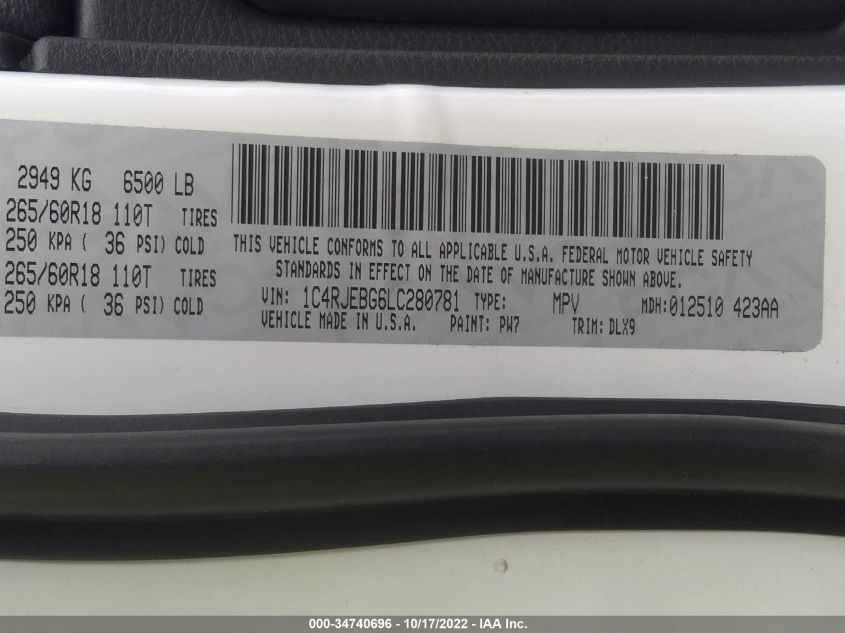 2949 KG 6500 LB
265/60R18 110T TIRES
250 KPA ( 36 PSI) COLD
265/60R18 110T TIRES
250 KPA ( 36 PSI) COLD
THIS VEHICLE CONFORMS TO ALL APPLICABLE U.S.A. FEDERAL MOTOR VEHICLE SAFETY
STANDARDS IN EFFECT ON THE DATE OF MANUFACTURE SHOWN ABOVE.
VIN: 1C4RJEBG6LC280781 TYPE: MPV MDH:012510 423AA
VEHICLE MADE IN U.S.A. PAINT: PW7 TRIM: DLX9
000-34740696 - 10/17/2022 - IAA Inc.